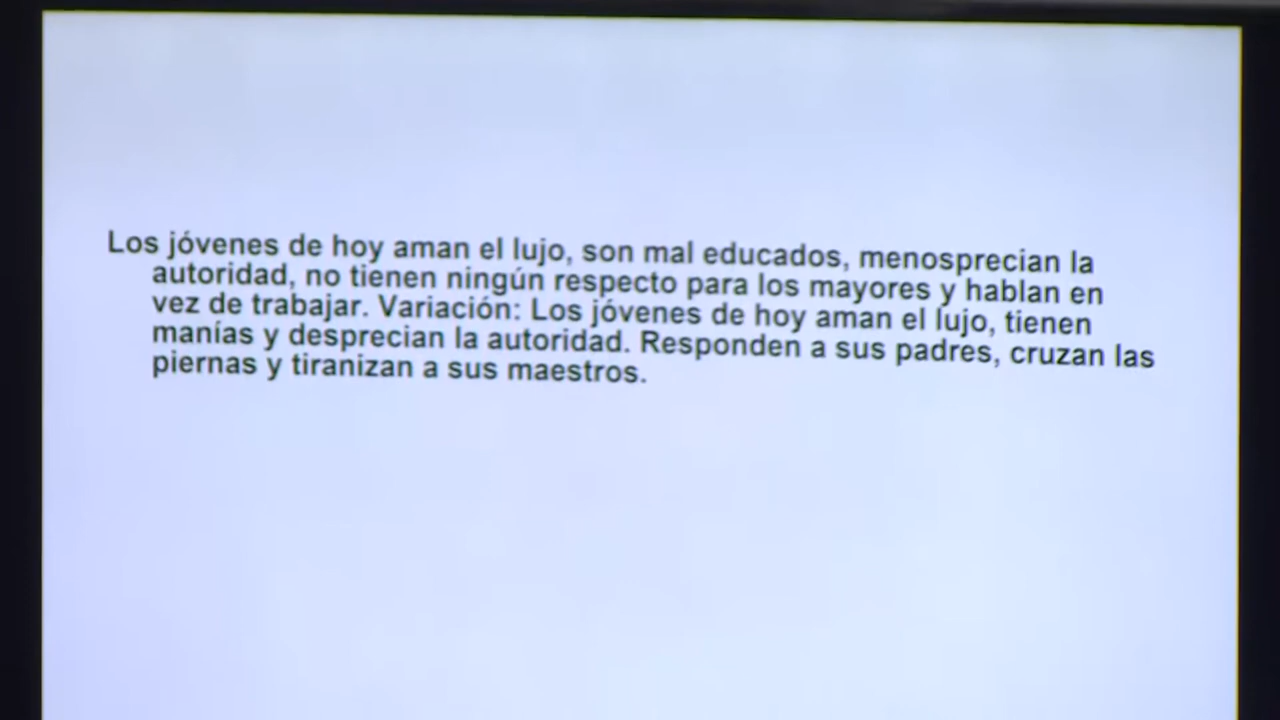 Los jóvenes de hoy aman el lujo, son mal educados, menosprecian la
autoridad, no tienen ningún respecto para los mayores y hablan en
vez de trabajar. Variación: Los jóvenes de hoy aman el lujo, tienen
manías y desprecian la autoridad. Responden a sus padres, cruzan las
piernas y tiranizan a sus maestros.